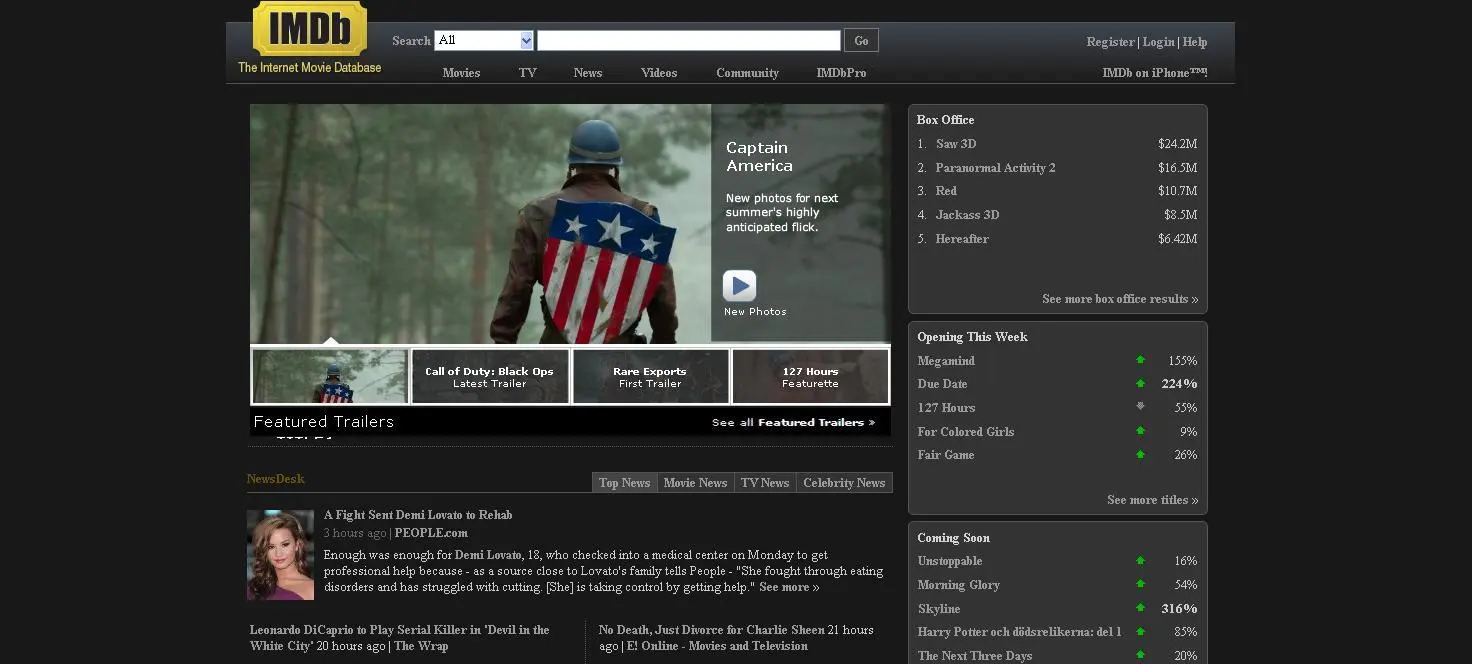 IMDb
The Internet Movie Database
Search All Go
Register | Login | Help
Movies TV News Videos Community IMDbPro
IMDb on iPhone™!
Captain
America
New photos for next
summer's highly
anticipated flick.
New Photos
Call of Duty: Black Ops
Latest Trailer
Rare Exports
First Trailer
127 Hours
Featurette
Featured Trailers
See all Featured Trailers »
NewsDesk
Top News Movie News TV News Celebrity News
A Fight Sent Demi Lovato to Rehab
3 hours ago | PEOPLE.com
Enough was enough for Demi Lovato, 18, who checked into a medical center on Monday to get
professional help because - as a source close to Lovato's family tells People - "She fought through eating
disorders and has struggled with cutting. [She] is taking control by getting help." See more »
Leonardo DiCaprio to Play Serial Killer in 'Devil in the
White City' 20 hours ago | The Wrap
No Death, Just Divorce for Charlie Sheen 21 hours
ago | E! Online - Movies and Television
Box Office
1. Saw 3D $24.2M
2. Paranormal Activity 2 $16.5M
3. Red $10.7M
4. Jackass 3D $8.5M
5. Hereafter $6.42M
See more box office results »
Opening This Week
Megamind 155%
Due Date 224%
127 Hours 55%
For Colored Girls 9%
Fair Game 26%
See more titles »
Coming Soon
Unstoppable 16%
Morning Glory 54%
Skyline 316%
Harry Potter och dödsrelikerna: del 1 85%
The Next Three Days 20%